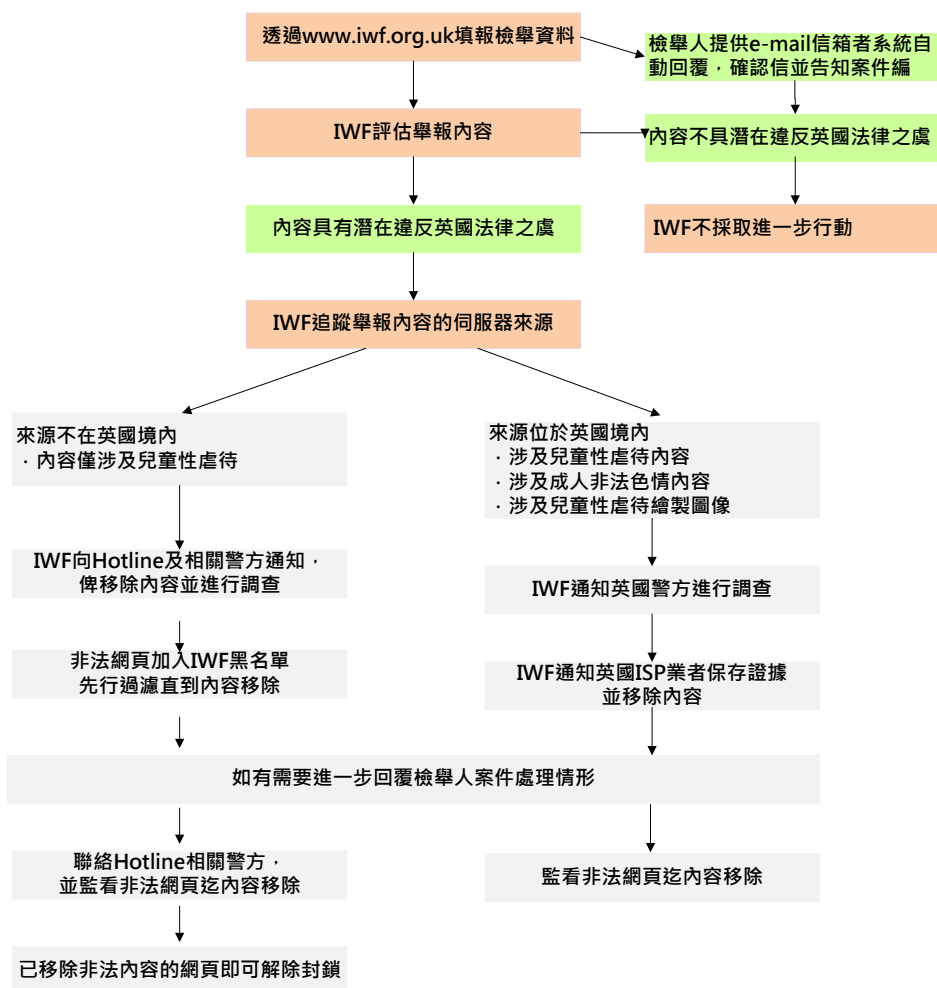 透過www.iwf.org.uk填報檢舉資料
檢舉人提供e-mail信箱者系統自
動回覆，確認信並告知案件編
IWF評估舉報內容
內容不具潛在違反英國法律之虞
內容具有潛在違反英國法律之虞
IWF不採取進一步行動
IWF追蹤舉報內容的伺服器來源
來源不在英國境內
．內容僅涉及兒童性虐待
來源位於英國境內
．涉及兒童性虐待內容
．涉及成人非法色情內容
．涉及兒童性虐待繪製圖像
IWF向Hotline及相關警方通知，
俾移除內容並進行調查
IWF通知英國警方進行調查
非法網頁加入IWF黑名單
先行過濾直到內容移除
IWF通知英國ISP業者保存證據
並移除內容
如有需要進一步回覆檢舉人案件處理情形
聯絡Hotline相關警方，
並監看非法網頁迄內容移除
監看非法網頁迄內容移除
已移除非法內容的網頁即可解除封鎖